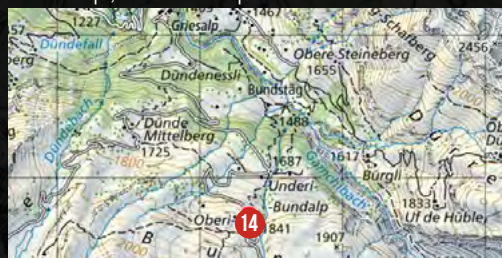 1227
Griesalp
1467
-Schafberg
2456
Dündefall
Obere-Steineberg
1655
Dündenessli
Bundstäg
1488
Dünde
Mittelberg
1725
1800
Dündebach
1687
Gamchibach
1617
Bürgli
Underi-
Bundalp
1833
Uf de Hüble
Oberi-
14
1841
1907
2000
B
u
D
u
e